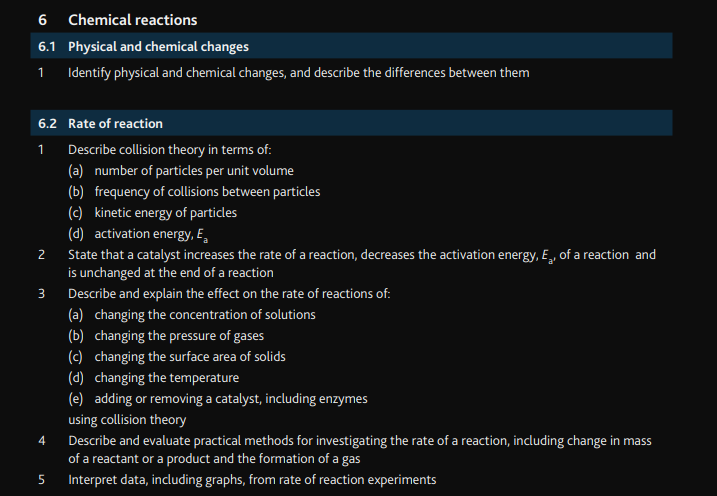 6 Chemical reactions
6.1 Physical and chemical changes
1 Identify physical and chemical changes, and describe the differences between them
6.2 Rate of reaction
1 Describe collision theory in terms of:
(a) number of particles per unit volume
(b) frequency of collisions between particles
(c) kinetic energy of particles
(d) activation energy, Eₐ
2 State that a catalyst increases the rate of a reaction, decreases the activation energy, Eₐ, of a reaction and
is unchanged at the end of a reaction
3 Describe and explain the effect on the rate of reactions of:
(a) changing the concentration of solutions
(b) changing the pressure of gases
(c) changing the surface area of solids
(d) changing the temperature
(e) adding or removing a catalyst, including enzymes
using collision theory
4 Describe and evaluate practical methods for investigating the rate of a reaction, including change in mass
of a reactant or a product and the formation of a gas
5 Interpret data, including graphs, from rate of reaction experiments